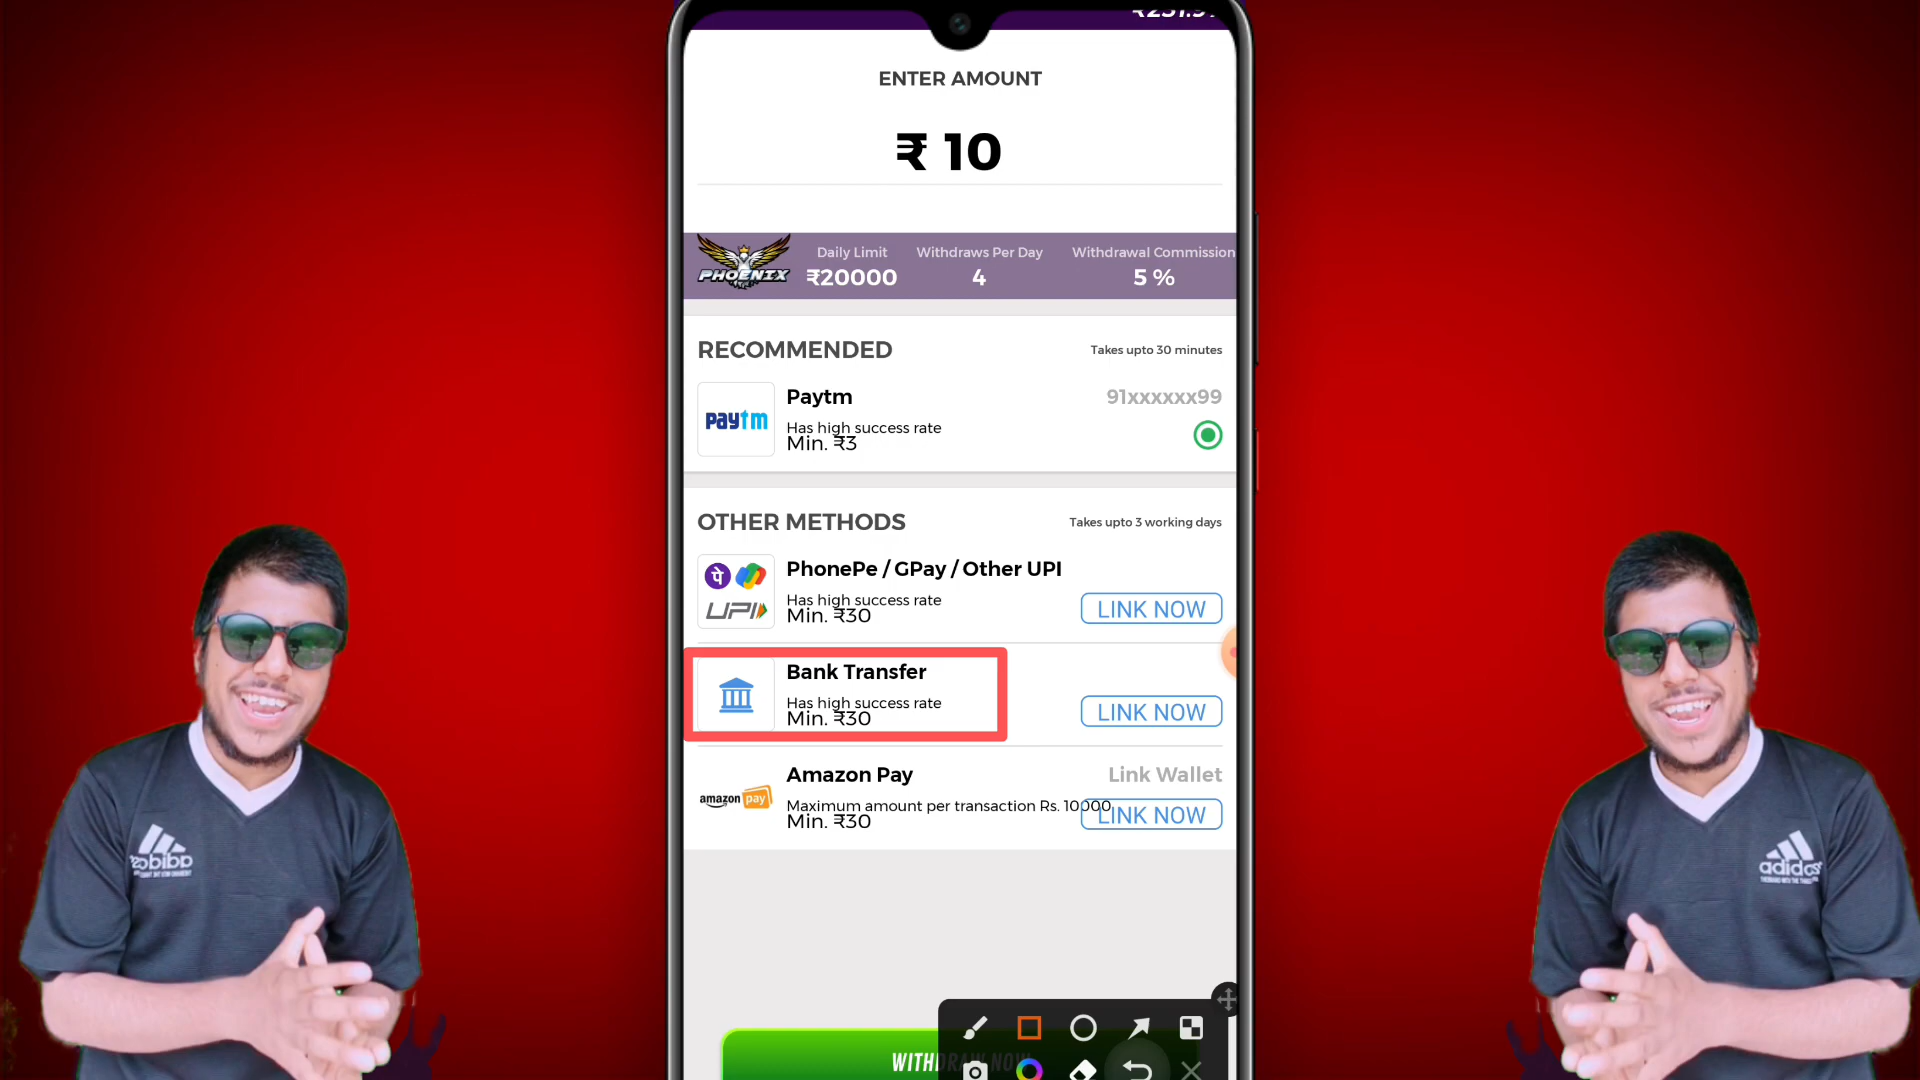 ENTER AMOUNT
₹ 10
PHOENIX
Daily Limit
₹20000
Withdraws Per Day
4
Withdrawal Commission
5 %
RECOMMENDED
Takes upto 30 minutes
paytm
Paytm
91xxxxxx99
Has high success rate
Min. ₹3
OTHER METHODS
Takes upto 3 working days
पे
UPI
PhonePe / GPay / Other UPI
Has high success rate
Min. ₹30
LINK NOW
Bank Transfer
Has high success rate
Min. ₹30
LINK NOW
amazon pay
Amazon Pay
Link Wallet
Maximum amount per transaction Rs. 10000
Min. ₹30
LINK NOW
WITHDRAW NOW
adidas